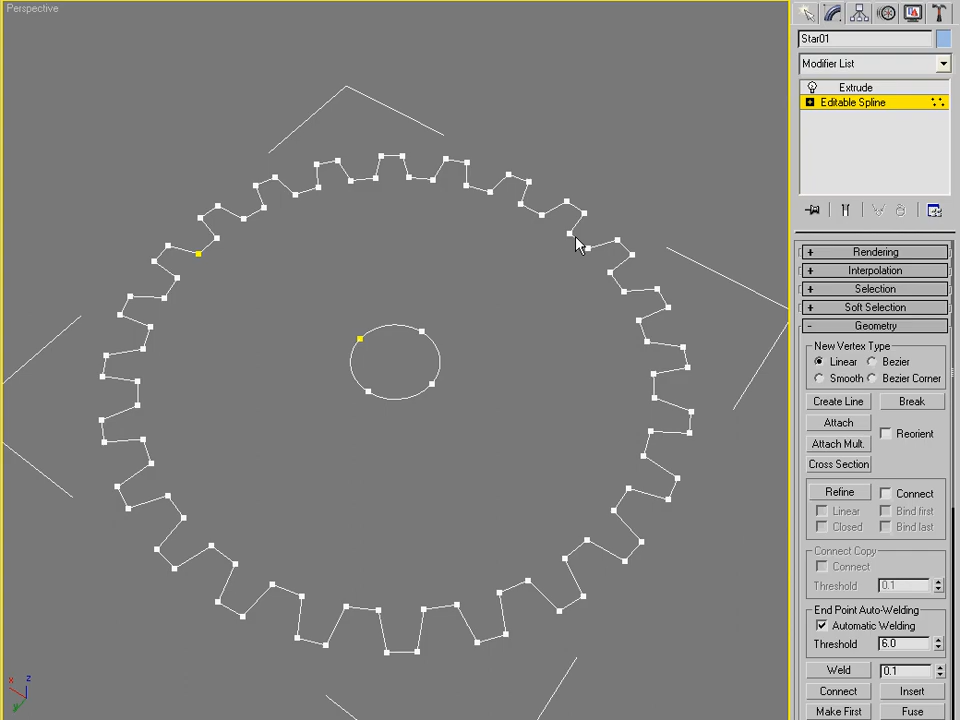 Perspective
Star01
Modifier List
Extrude
Editable Spline
+ Rendering
+ Interpolation
+ Selection
+ Soft Selection
- Geometry
New Vertex Type
Linear Bezier
Smooth Bezier Corner
Create Line Break
Attach
Reorient
Attach Mult.
Cross Section
Refine Connect
Linear Bind first
Closed Bind last
Connect Copy
Connect
Threshold 0.1
End Point Auto-Welding
Automatic Welding
Threshold 6.0
Weld 0.1
Connect Insert
Make First Fuse
x z
y